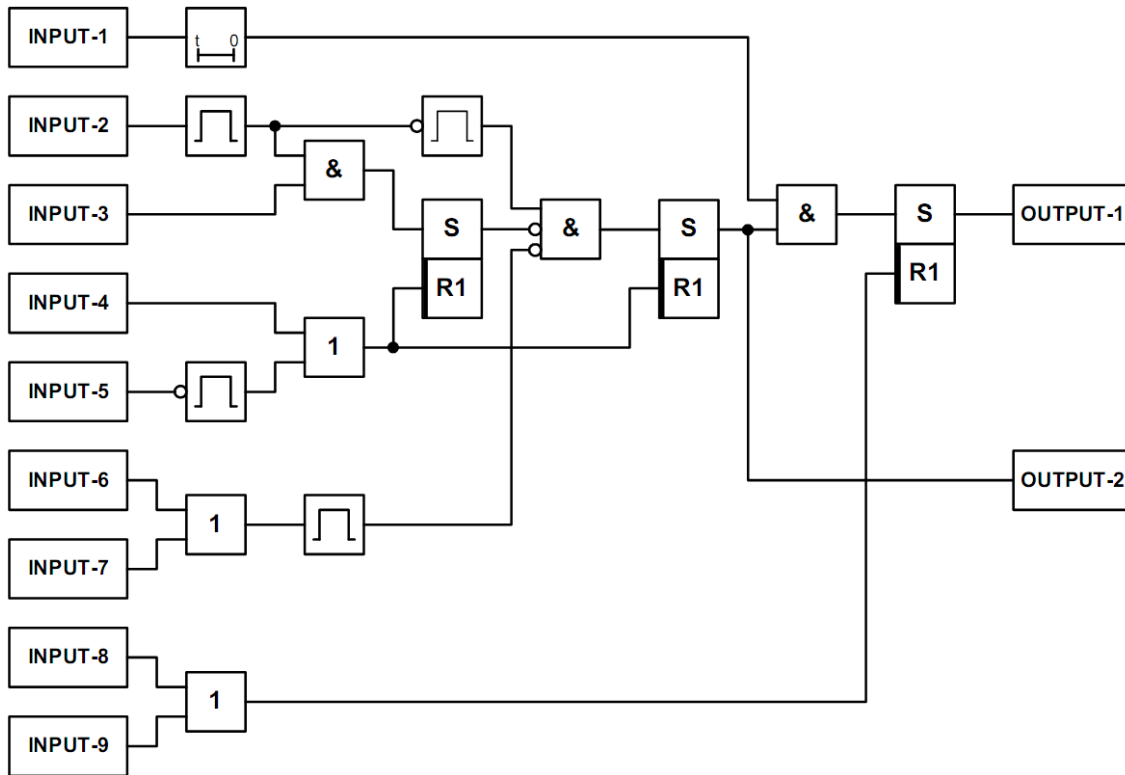 INPUT-1
t 0
INPUT-2
&
INPUT-3
S
&
S
&
S
OUTPUT-1
R1
R1
R1
INPUT-4
1
INPUT-5
INPUT-6
OUTPUT-2
1
INPUT-7
INPUT-8
1
INPUT-9